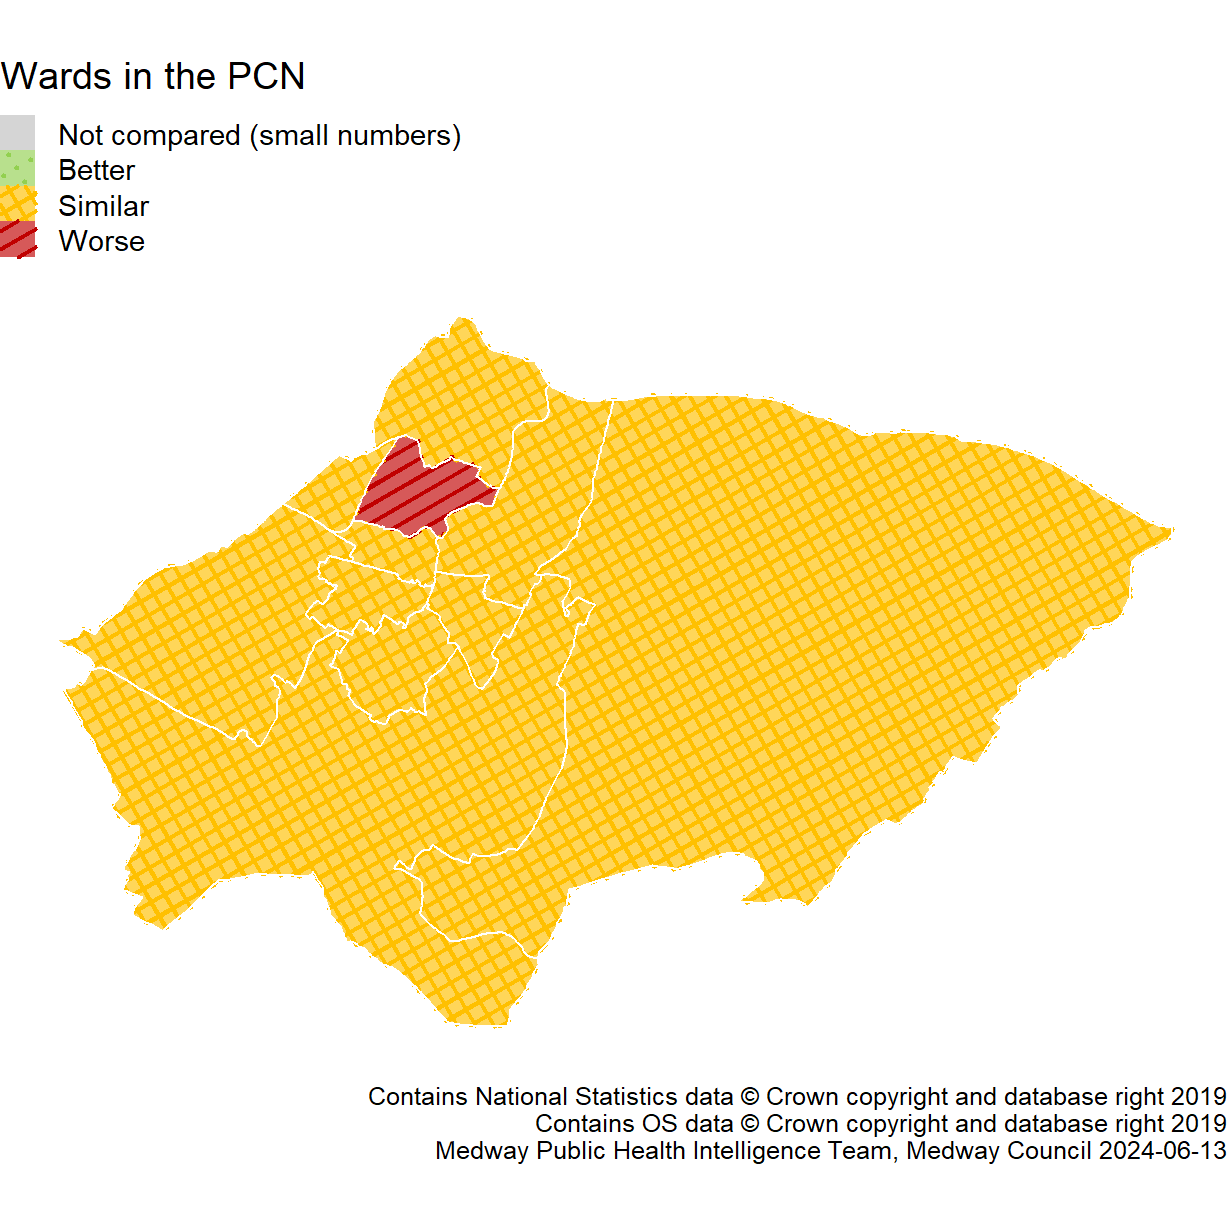 Wards in the PCN
Not compared (small numbers)
Better
Similar
Worse
Contains National Statistics data © Crown copyright and database right 2019
Contains OS data © Crown copyright and database right 2019
Medway Public Health Intelligence Team, Medway Council 2024-06-13